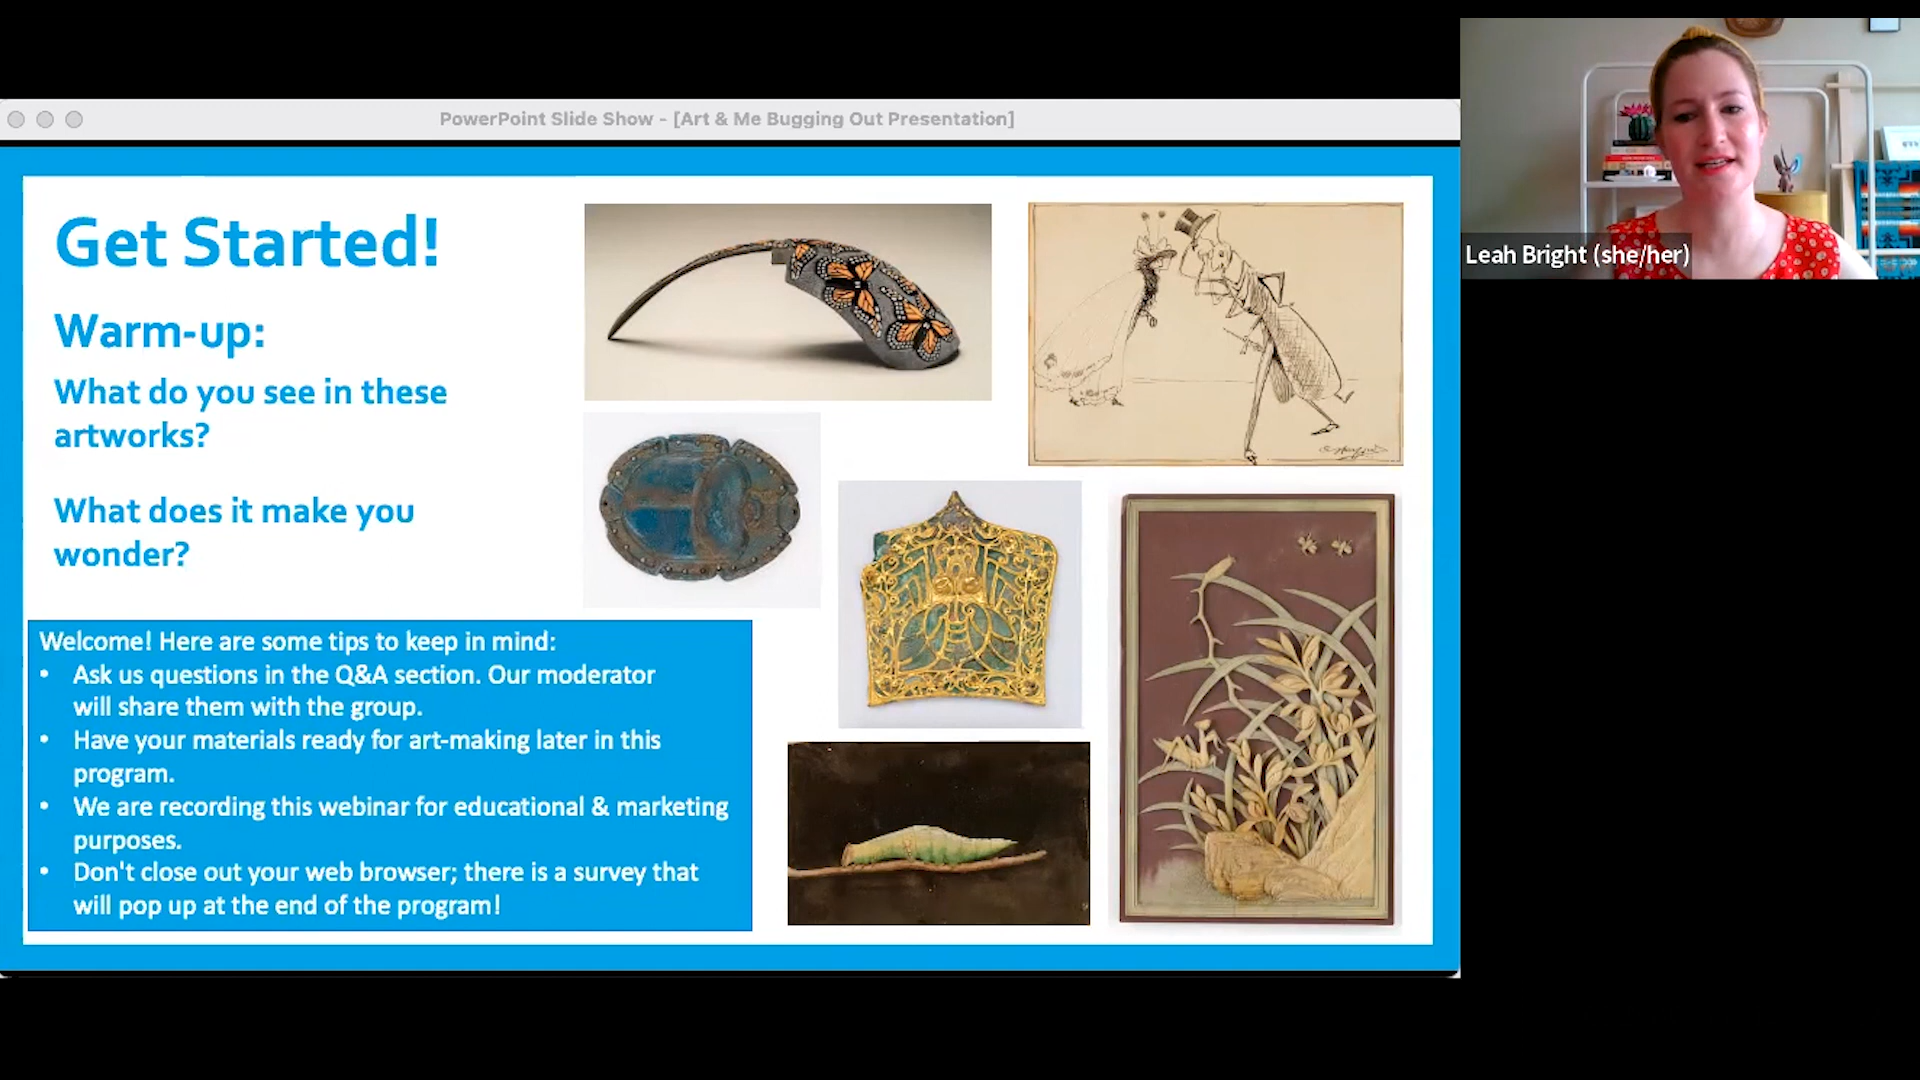 PowerPoint Slide Show - [Art & Me Bugging Out Presentation]
Get Started!
Warm-up:
What do you see in these
artworks?
What does it make you
wonder?
Welcome! Here are some tips to keep in mind:
• Ask us questions in the Q&A section. Our moderator
will share them with the group.
• Have your materials ready for art-making later in this
program.
• We are recording this webinar for educational & marketing
purposes.
• Don't close out your web browser; there is a survey that
will pop up at the end of the program!
Leah Bright (she/her)